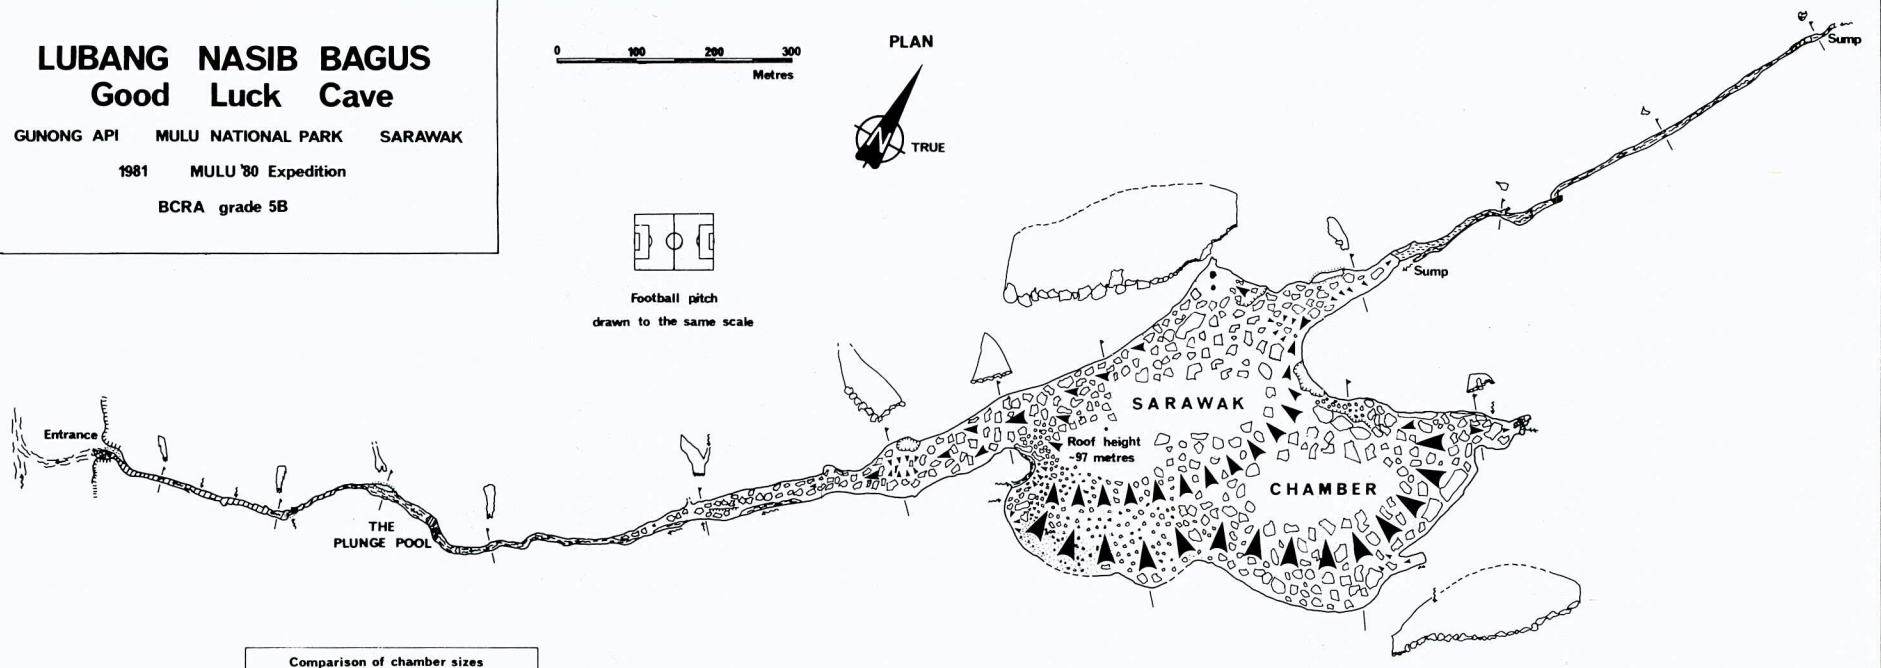 LUBANG NASIB BAGUS
Good Luck Cave
GUNONG API MULU NATIONAL PARK SARAWAK
1981 MULU '80 Expedition
BCRA grade 5B
0 100 200 300
Metres
PLAN
N
TRUE
Football pitch
drawn to the same scale
Sump
Sump
Entrance
THE
PLUNGE POOL
SARAWAK
Roof height
~97 metres
CHAMBER
Comparison of chamber sizes